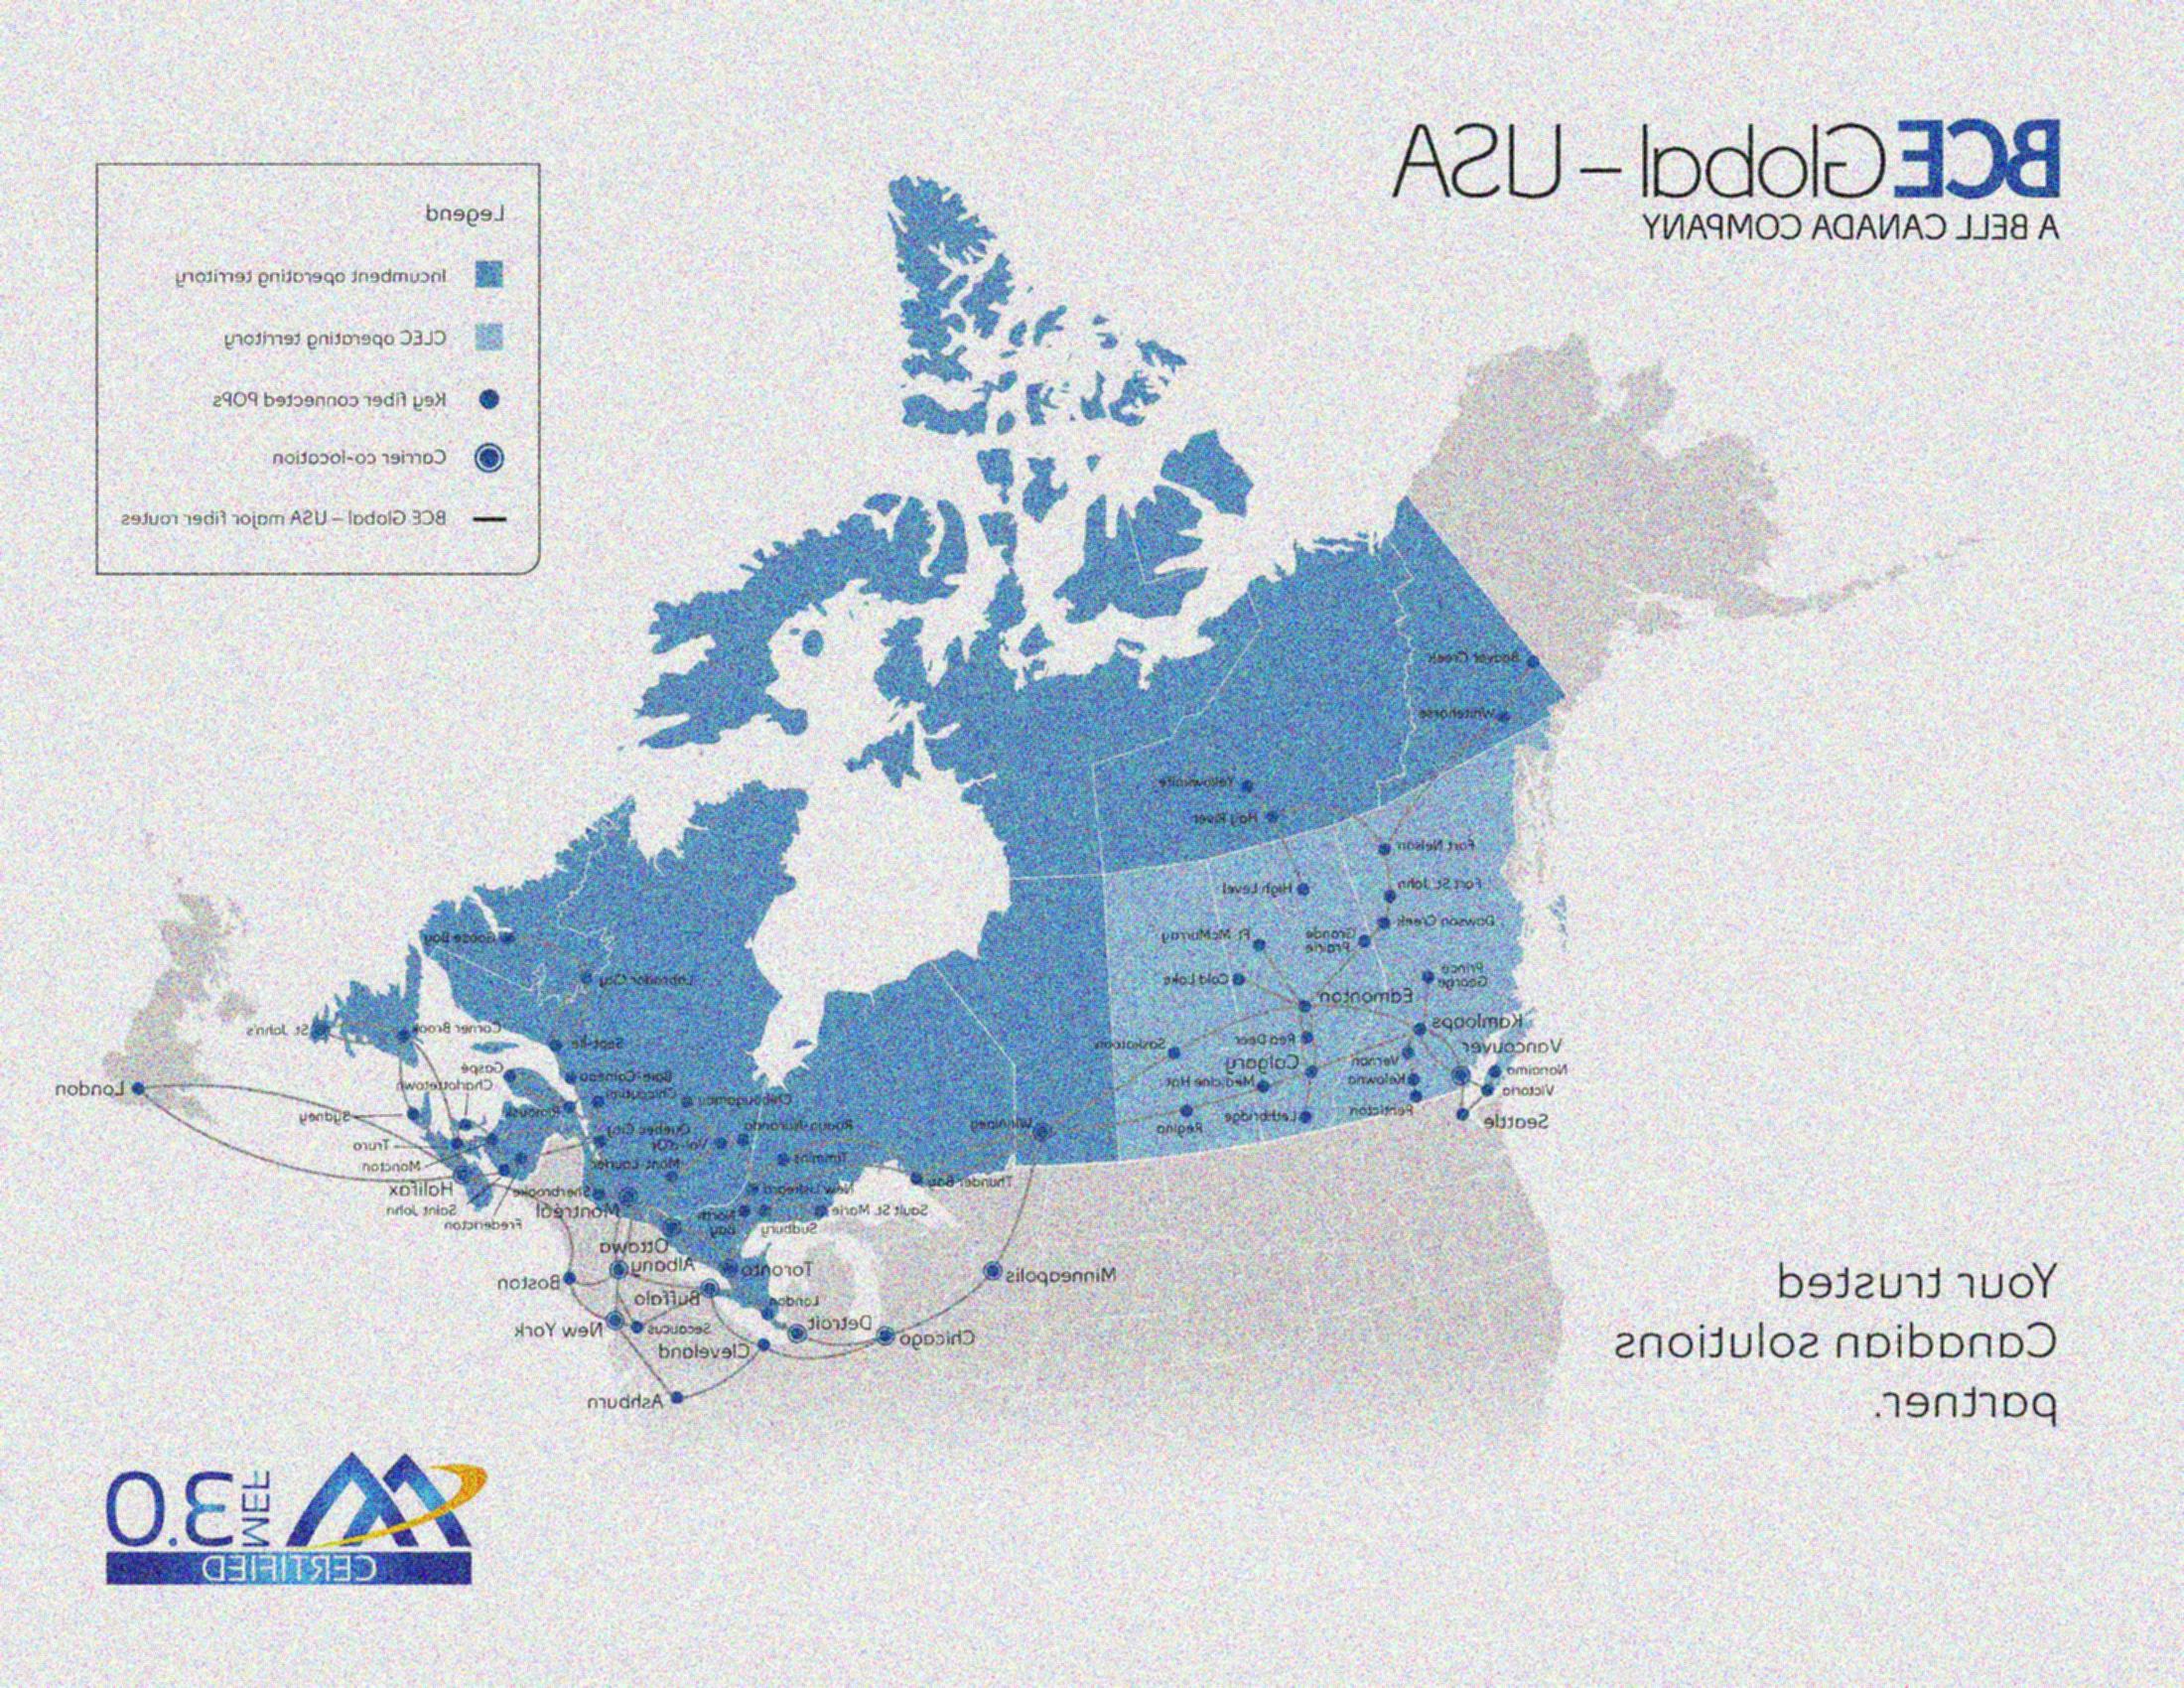 BCE Global – USA
A BELL CANADA COMPANY
Legend
Incumbent operating territory
CLEC operating territory
Key fiber connected POPs
Carrier co-location
BCE Global – USA major fiber routes
Beaver Creek
Whitehorse
Yellowknife
Hay River
Fort Nelson
High Level
Fort St. John
Dawson Creek
Ft. McMurray
Grande
Prairie
Cold Lake
Prince
George
Edmonton
Kamloops
Red Deer
Saskatoon
Vancouver
Calgary
Vernon
Nanaimo
Medicine Hat
Kelowna
Victoria
Lethbridge
Penticton
Regina
Seattle
Winnipeg
Goose Bay
Labrador City
St. John's
Corner Brook
Sept-Ile
Gaspé
Baie-Comeau
Charlottetown
London
Chicoutimi
Chibougamau
Rimouski
Sydney
Rouyn-Noranda
Quebec City
Val-d'Or
Truro
Timmins
Mont-Laurier
Moncton
Thunder Bay
Halifax
Sherbrooke
New Liskeard
Saint John
Montréal
North
Bay
Sault St. Marie
Fredericton
Sudbury
Ottawa
Albany
Toronto
Minneapolis
Boston
Buffalo
London
New York
Secaucus
Detroit
Chicago
Cleveland
Ashburn
Your trusted
Canadian solutions
partner.
MEF 3.0
CERTIFIED